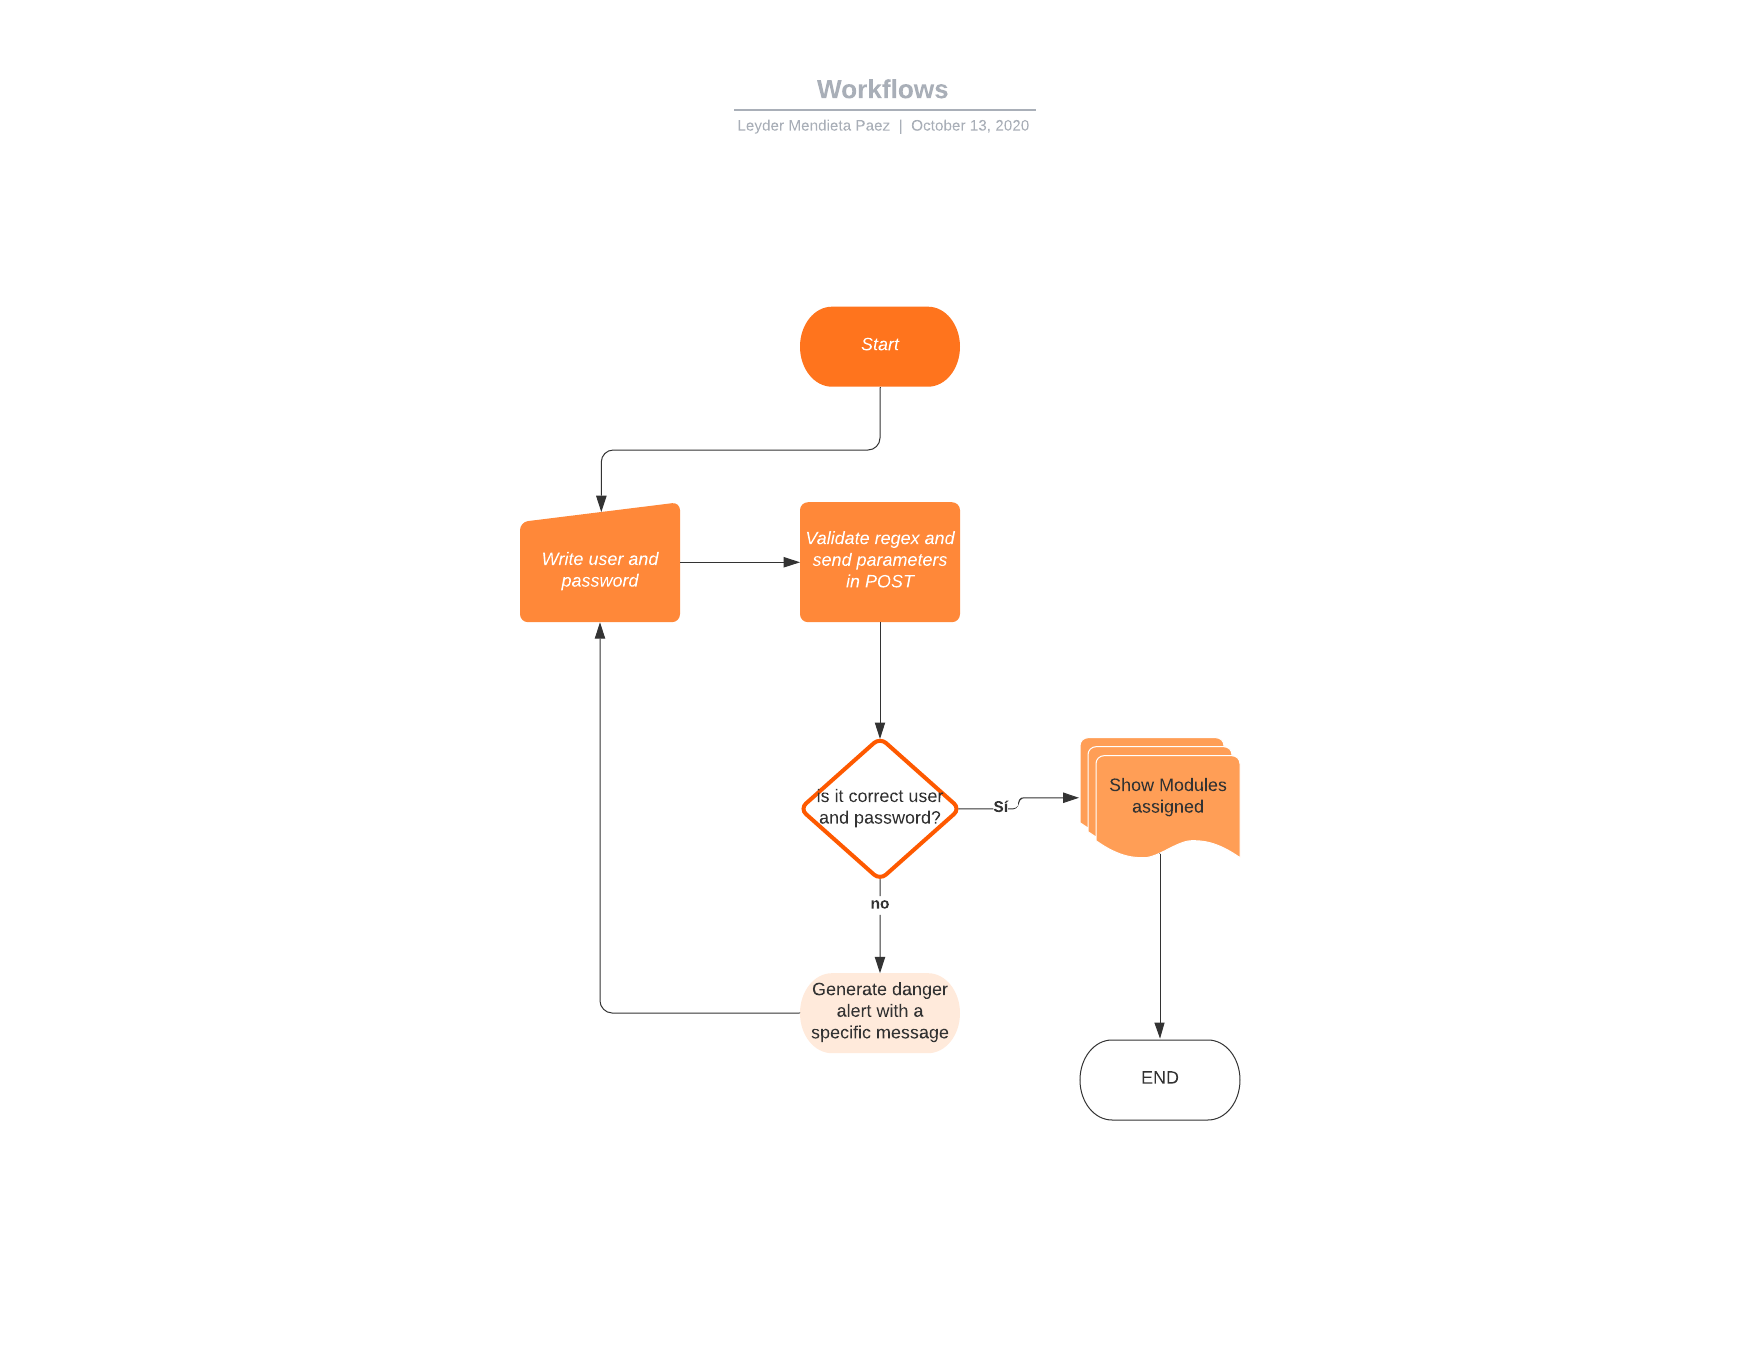 Workflows
Leyder Mendieta Paez | October 13, 2020
Start
Write user and
password
Validate regex and
send parameters
in POST
Is it correct user
and password?
Sí
Show Modules
assigned
no
Generate danger
alert with a
specific message
END